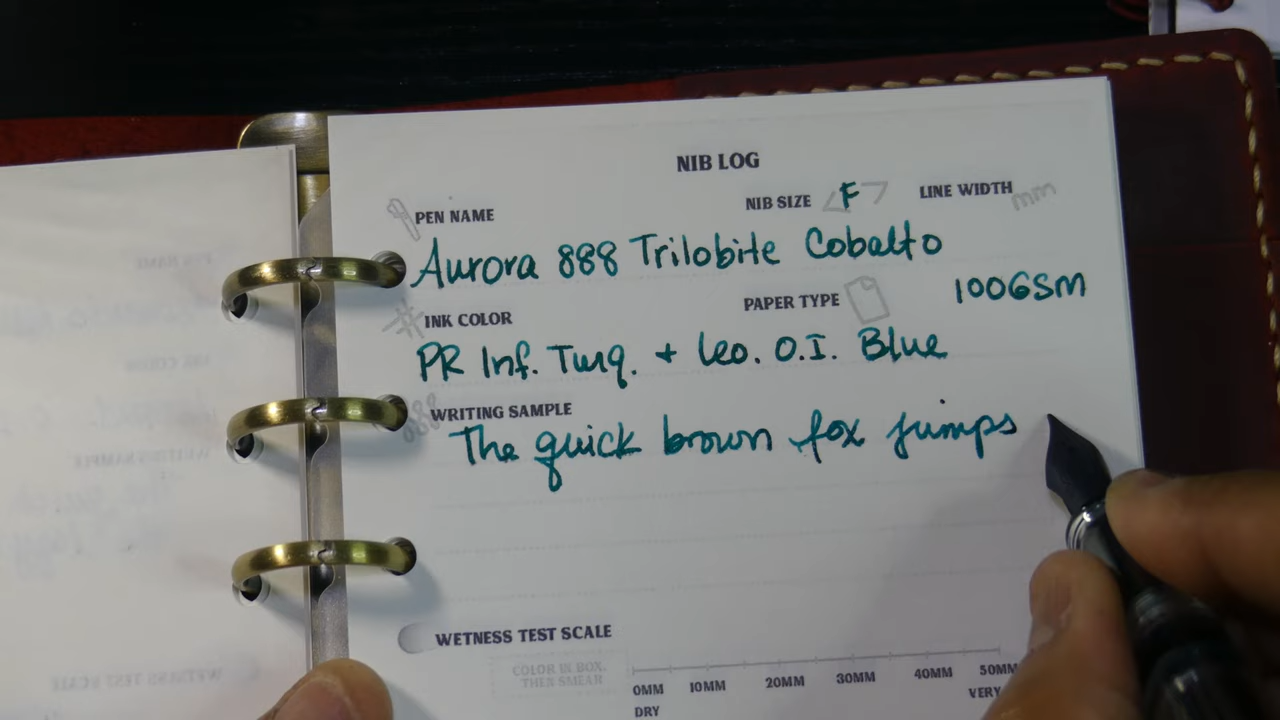 NIB LOG
PEN NAME NIB SIZE F LINE WIDTH mm
Aurora 888 Trilobite Cobalto
INK COLOR PAPER TYPE 100GSM
PR Inf. Turq. + Leo. O.I. Blue
WRITING SAMPLE
The quick brown fox jumps
WETNESS TEST SCALE
COLOR IN BOX.
THEN SMEAR
0MM 10MM 20MM 30MM 40MM 50MM
DRY VERY